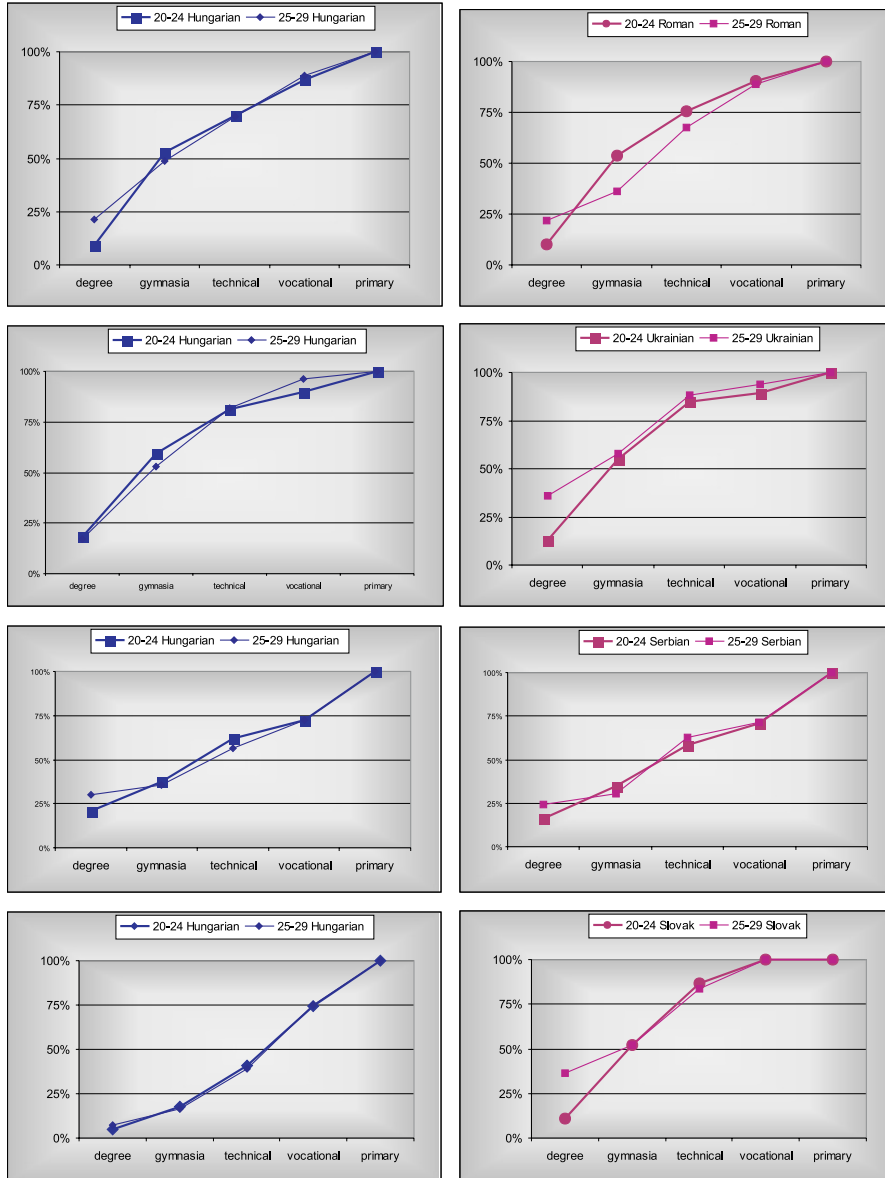 20-24 Hungarian 25-29 Hungarian
100%
75%
50%
25%
0%
degree gymnasia technical vocational primary
20-24 Roman 25-29 Roman
100%
75%
50%
25%
0%
degree gymnasia technical vocational primary
20-24 Hungarian 25-29 Hungarian
100%
75%
50%
25%
0%
degree gymnasia technical vocational primary
20-24 Ukrainian 25-29 Ukrainian
100%
75%
50%
25%
0%
degree gymnasia technical vocational primary
20-24 Hungarian 25-29 Hungarian
100%
75%
50%
25%
0%
degree gymnasia technical vocational primary
20-24 Serbian 25-29 Serbian
100%
75%
50%
25%
0%
degree gymnasia technical vocational primary
20-24 Hungarian 25-29 Hungarian
100%
75%
50%
25%
0%
degree gymnasia technical vocational primary
20-24 Slovak 25-29 Slovak
100%
75%
50%
25%
0%
degree gymnasia technical vocational primary